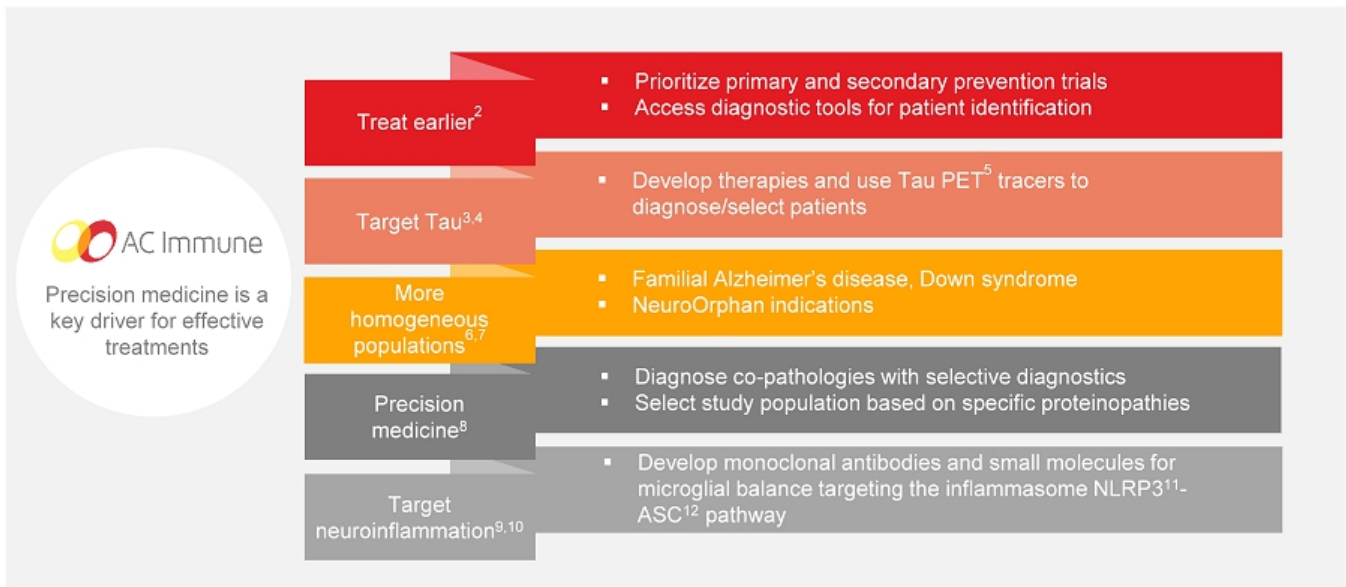 AC Immune
Precision medicine is a
key driver for effective
treatments
Treat earlier²
▪ Prioritize primary and secondary prevention trials
▪ Access diagnostic tools for patient identification
Target Tau³,⁴
▪ Develop therapies and use Tau PET⁵ tracers to
diagnose/select patients
More
homogeneous
populations⁶,⁷
▪ Familial Alzheimer's disease, Down syndrome
▪ NeuroOrphan indications
Precision
medicine⁸
▪ Diagnose co-pathologies with selective diagnostics
▪ Select study population based on specific proteinopathies
Target
neuroinflammation⁹,¹⁰
▪ Develop monoclonal antibodies and small molecules for
microglial balance targeting the inflammasome NLRP3¹¹-
ASC¹² pathway